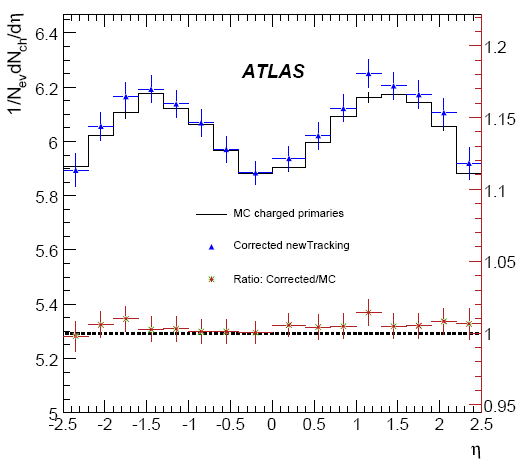 1/N_ev dN_ch/dη
6.4
6.2
6
5.8
5.6
5.4
5.2
5
ATLAS
MC charged primaries
Corrected newTracking
Ratio: Corrected/MC
1.2
1.15
1.1
1.05
1
0.95
-2.5 -2 -1.5 -1 -0.5 0 0.5 1 1.5 2 2.5
η